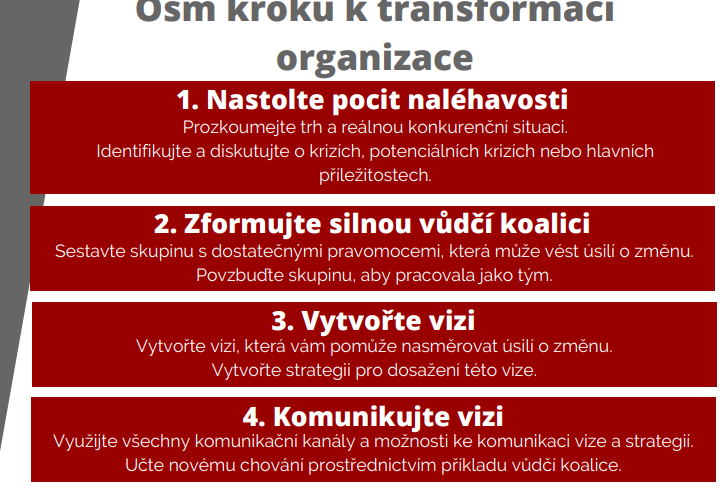 Osm kroků k transformaci
organizace
1. Nastolte pocit naléhavosti
Prozkoumejte trh a reálnou konkurenční situaci.
Identifikujte a diskutujte o krizích, potenciálních krizích nebo hlavních
příležitostech.
2. Zformujte silnou vůdčí koalici
Sestavte skupinu s dostatečnými pravomocemi, která může vést úsilí o změnu.
Povzbuďte skupinu, aby pracovala jako tým.
3. Vytvořte vizi
Vytvořte vizi, která vám pomůže nasměrovat úsilí o změnu.
Vytvořte strategii pro dosažení této vize.
4. Komunikujte vizi
Využijte všechny komunikační kanály a možnosti ke komunikaci vize a strategií.
Učte novému chování prostřednictvím příkladu vůdčí koalice.